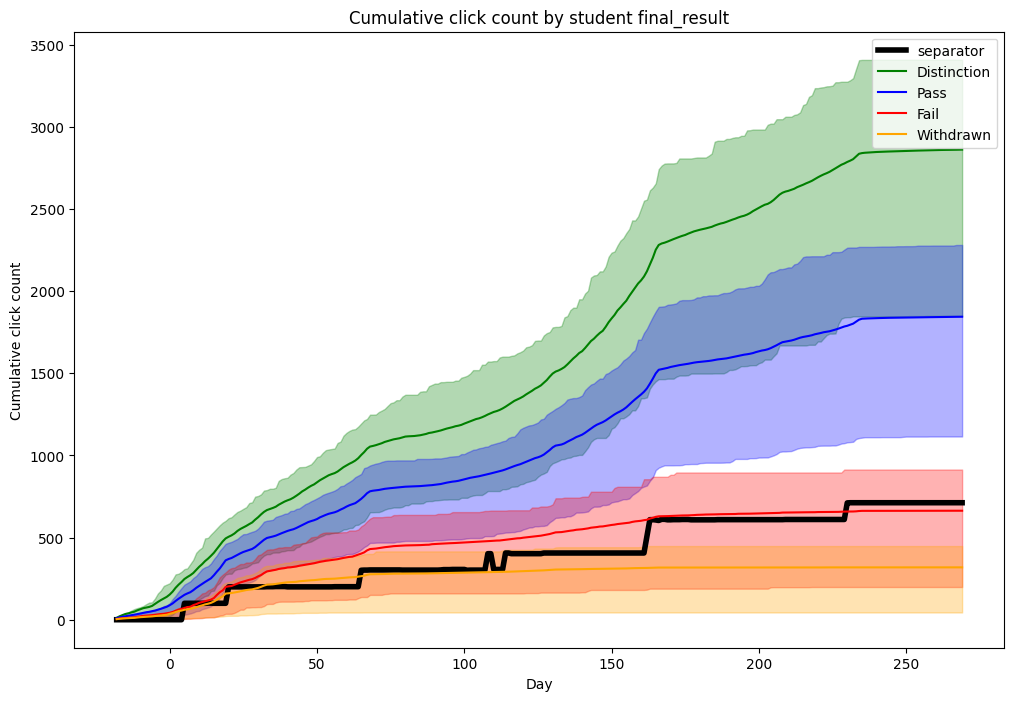 Cumulative click count by student final_result
3500
3000
2500
2000
1500
1000
500
0
Cumulative click count
separator
Distinction
Pass
Fail
Withdrawn
0 50 100 150 200 250
Day